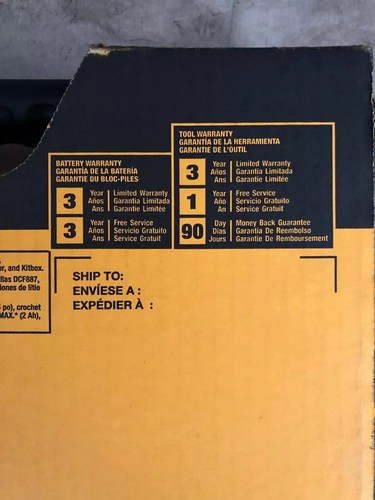 TOOL WARRANTY
GARANTÍA DE LA HERRAMIENTA
GARANTIE DE L'OUTIL
3 Year Limited Warranty
Años Garantía Limitada
Ans Garantie Limitée
1 Year Free Service
Año Servicio Gratuito
An Service Gratuit
90 Day Money Back Guarantee
Días Garantía De Reembolso
Jours Garantie De Remboursement
BATTERY WARRANTY
GARANTÍA DE LA BATERÍA
GARANTIE DU BLOC-PILES
3 Year Limited Warranty
Años Garantía Limitada
Ans Garantie Limitée
3 Year Free Service
Años Servicio Gratuito
Ans Service Gratuit
er, and Kitbox.
llas DCF887,
iones de litio
po), crochet
MAX.* (2 Ah),
SHIP TO:
ENVÍESE A :
EXPÉDIER À :